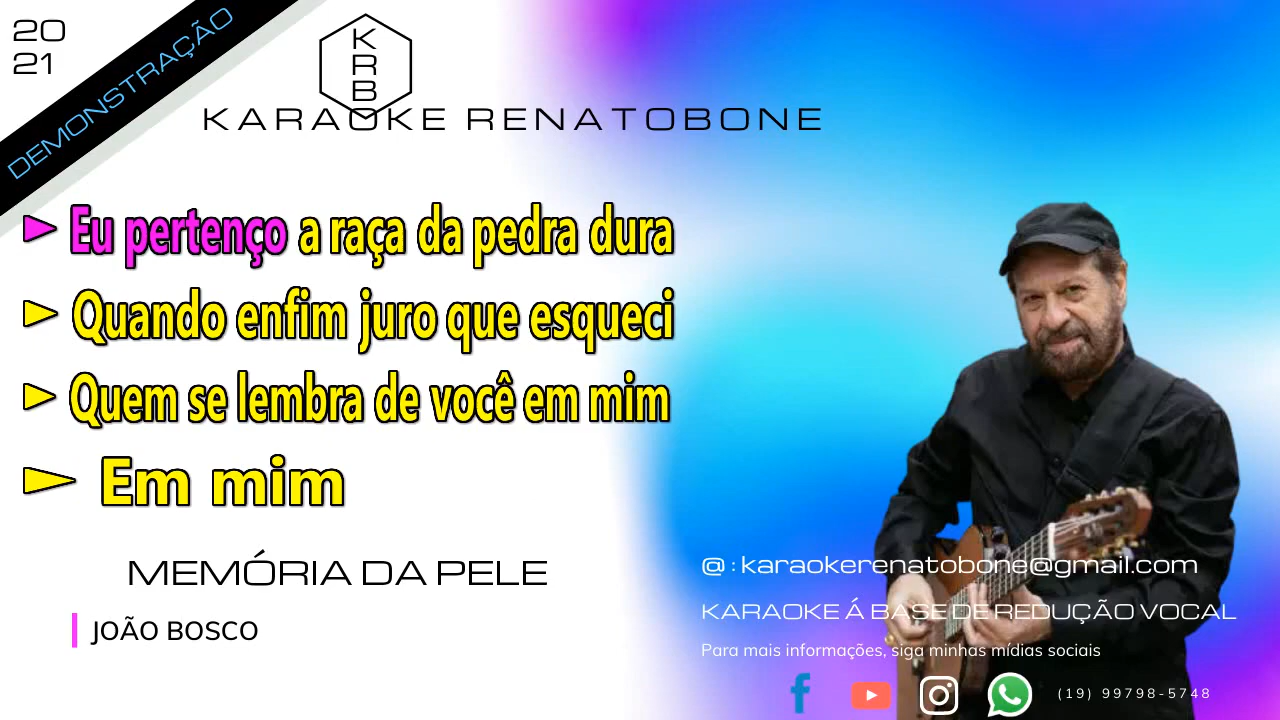 20
21
DEMONSTRAÇÃO
K
R
B
KARAOKE RENATOBONE
Eu pertenço a raça da pedra dura
Quando enfim juro que esqueci
Quem se lembra de você em mim
Em mim
MEMÓRIA DA PELE
JOÃO BOSCO
@ : karaokerenatobone@gmail.com
KARAOKE Á BASE DE REDUÇÃO VOCAL
Para mais informações, siga minhas mídias sociais
(19) 99798-5748